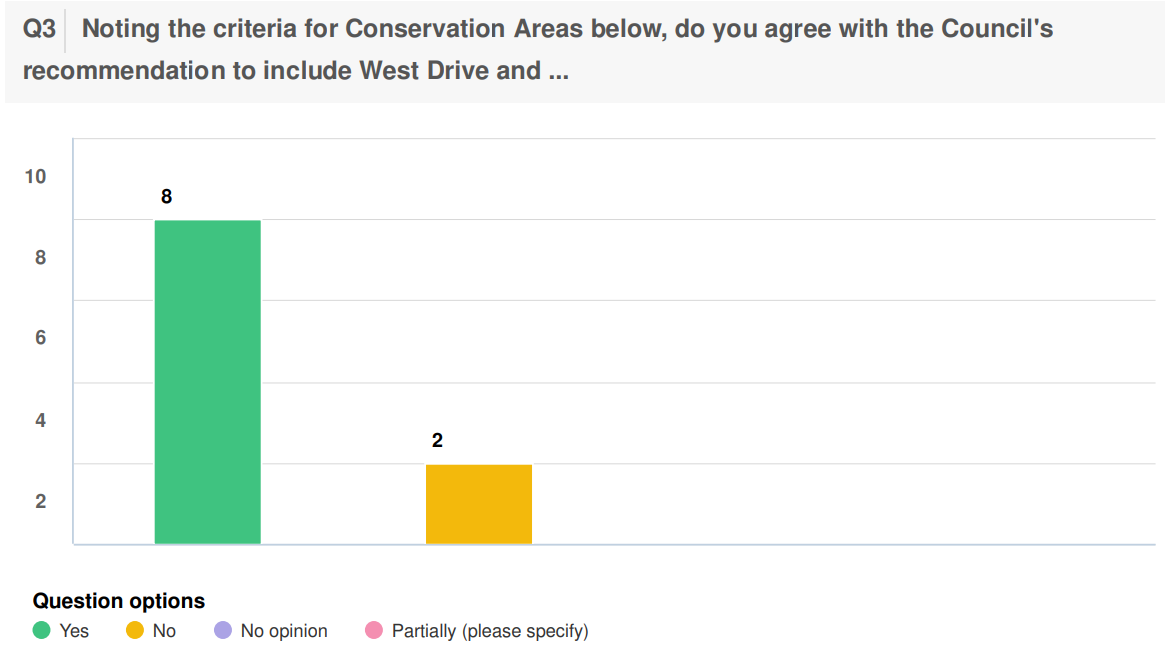 Q3 Noting the criteria for Conservation Areas below, do you agree with the Council's
recommendation to include West Drive and ...
10
8
8
6
4
2
2
Question options
Yes No No opinion Partially (please specify)